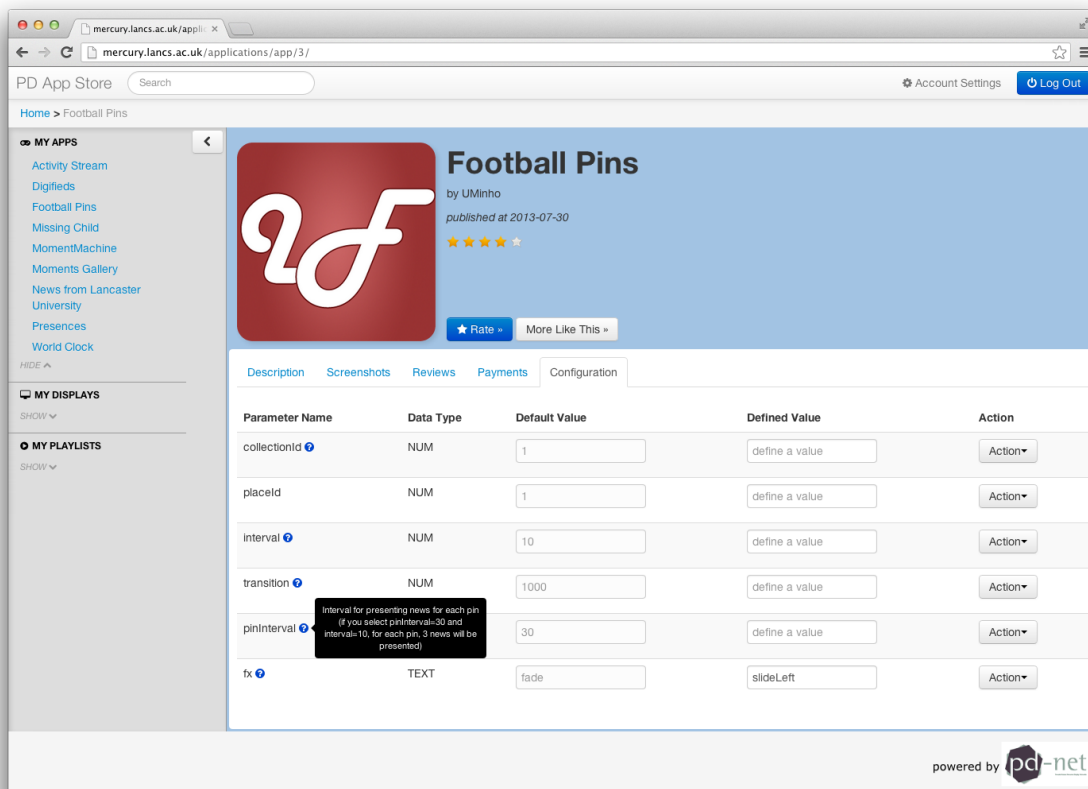 mercury.lancs.ac.uk/applic
mercury.lancs.ac.uk/applications/app/3/
PD App Store
Search
Account Settings
Log Out
Home > Football Pins
MY APPS
Activity Stream
Digifieds
Football Pins
Missing Child
MomentMachine
Moments Gallery
News from Lancaster
University
Presences
World Clock
HIDE
MY DISPLAYS
SHOW
MY PLAYLISTS
SHOW
Football Pins
by UMinho
published at 2013-07-30
Rate »
More Like This »
Description Screenshots Reviews Payments Configuration
Parameter Name Data Type Default Value Defined Value Action
collectionId NUM 1 define a value Action
placeId NUM 1 define a value Action
interval NUM 10 define a value Action
transition NUM 1000 define a value Action
Interval for presenting news for each pin
(if you select pinInterval=30 and
interval=10, for each pin, 3 news will be
presented)
pinInterval 30 define a value Action
fx TEXT fade slideLeft Action
powered by pd-net